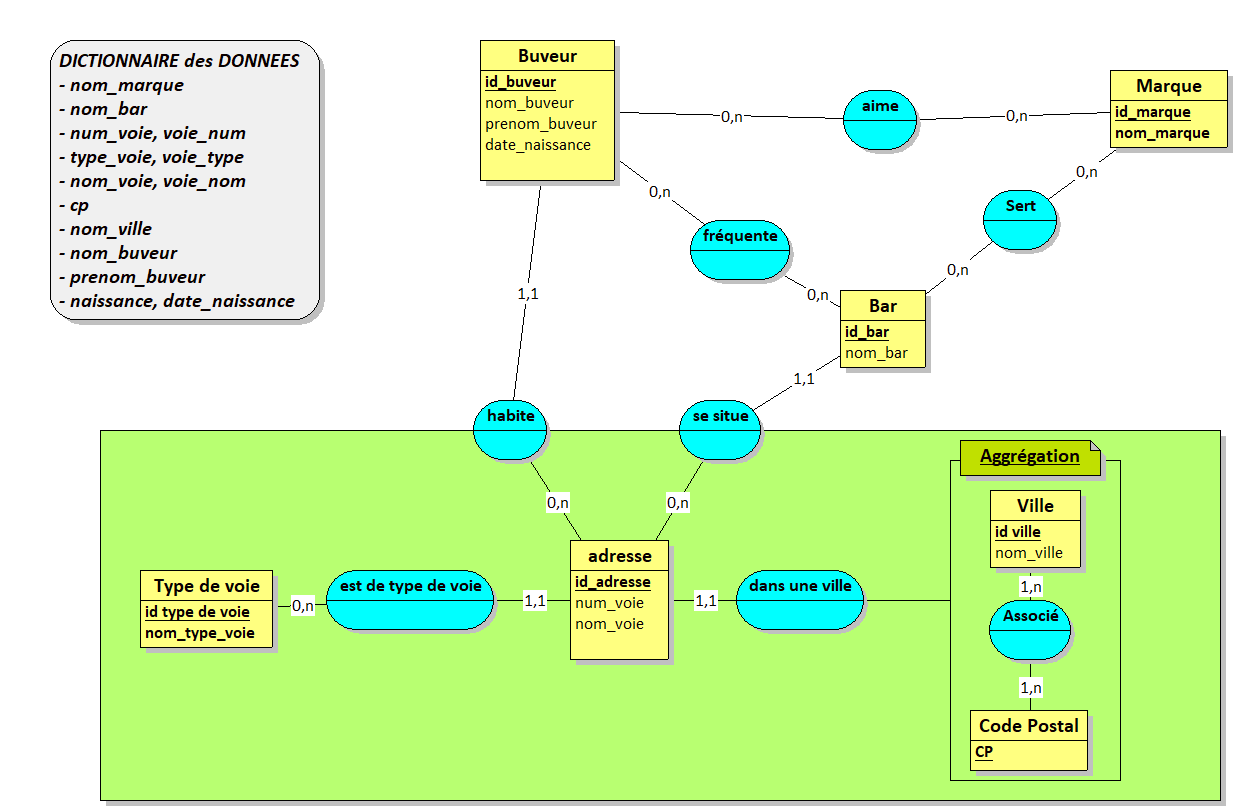 DICTIONNAIRE des DONNEES
- nom_marque
- nom_bar
- num_voie, voie_num
- type_voie, voie_type
- nom_voie, voie_nom
- cp
- nom_ville
- nom_buveur
- prenom_buveur
- naissance, date_naissance
Buveur
id_buveur
nom_buveur
prenom_buveur
date_naissance
0,n
aime
0,n
Marque
id_marque
nom_marque
0,n
fréquente
0,n
0,n
Sert
0,n
Bar
id_bar
nom_bar
1,1
1,1
habite
se situe
0,n
0,n
Aggrégation
Ville
id ville
nom_ville
1,n
Associé
1,n
Code Postal
CP
Type de voie
id type de voie
nom_type_voie
0,n
est de type de voie
1,1
adresse
id_adresse
num_voie
nom_voie
1,1
dans une ville